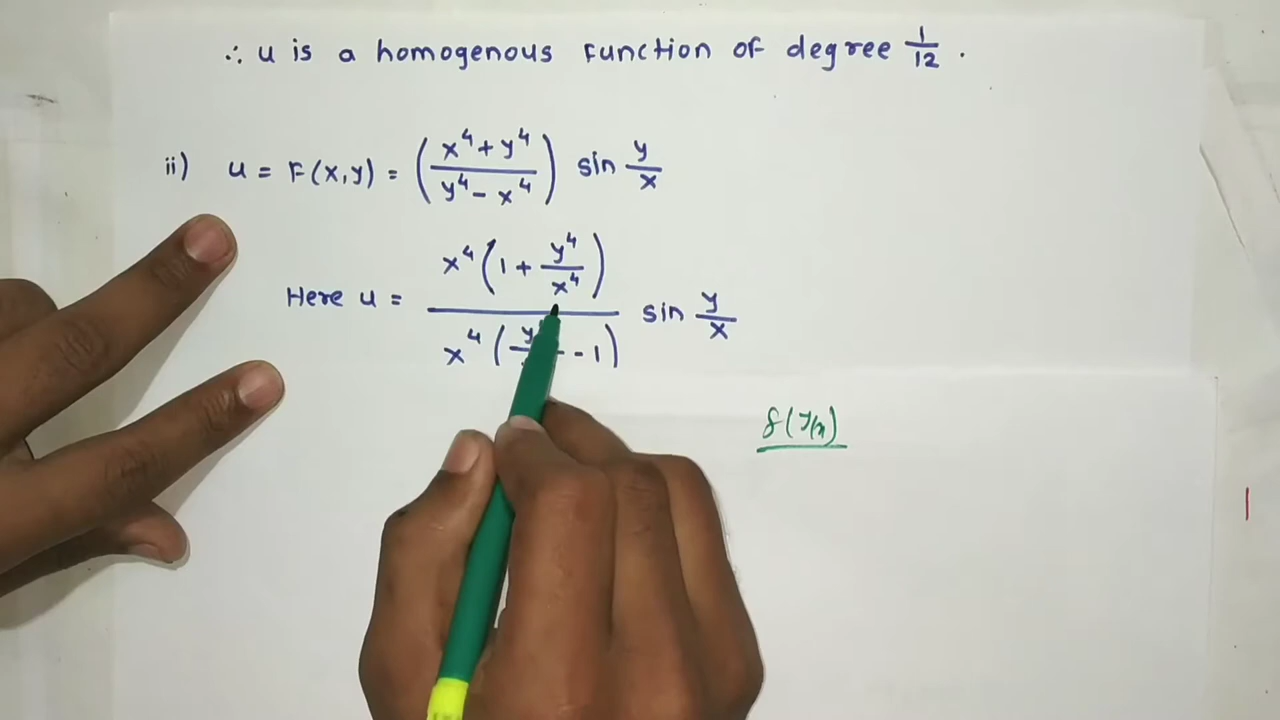 ∴ u is a homogenous function of degree 1/12 .
ii) u = F(x,y) = (x⁴+y⁴ / y⁴-x⁴) sin y/x
Here u = x⁴(1 + y⁴/x⁴) / x⁴(y - 1) sin y/x
f(y/x)